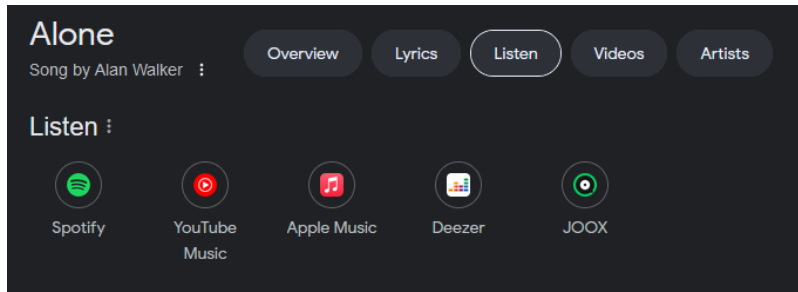 Alone
Song by Alan Walker
Overview
Lyrics
Listen
Videos
Artists
Listen
Spotify
YouTube
Music
Apple Music
Deezer
JOOX